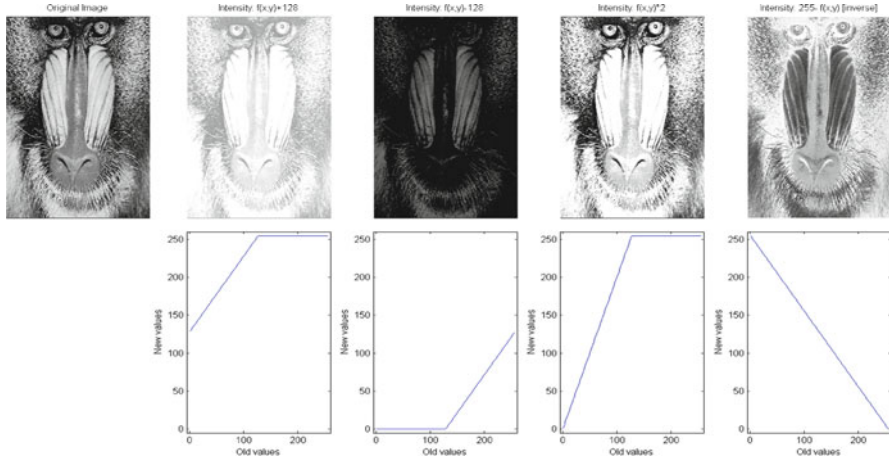 Original Image
Intensity: f(x,y)+128
Intensity: f(x,y)-128
Intensity: f(x,y)*2
Intensity: 255- f(x,y) [inverse]
250
200
150
100
50
0
New values
0
100
200
Old values
250
200
150
100
50
0
New values
0
100
200
Old values
250
200
150
100
50
0
New values
0
100
200
Old values
250
200
150
100
50
0
New values
0
100
200
Old values